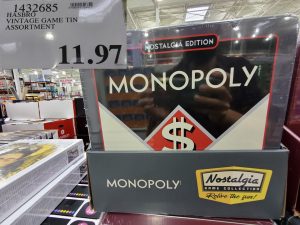 1432685
HASBRO
VINTAGE GAME TIN
ASSORTMENT
11.97
NOSTALGIA EDITION
MONOPOLY
$
MONOPOLY
Nostalgia
GAME COLLECTION
Relive the fun!